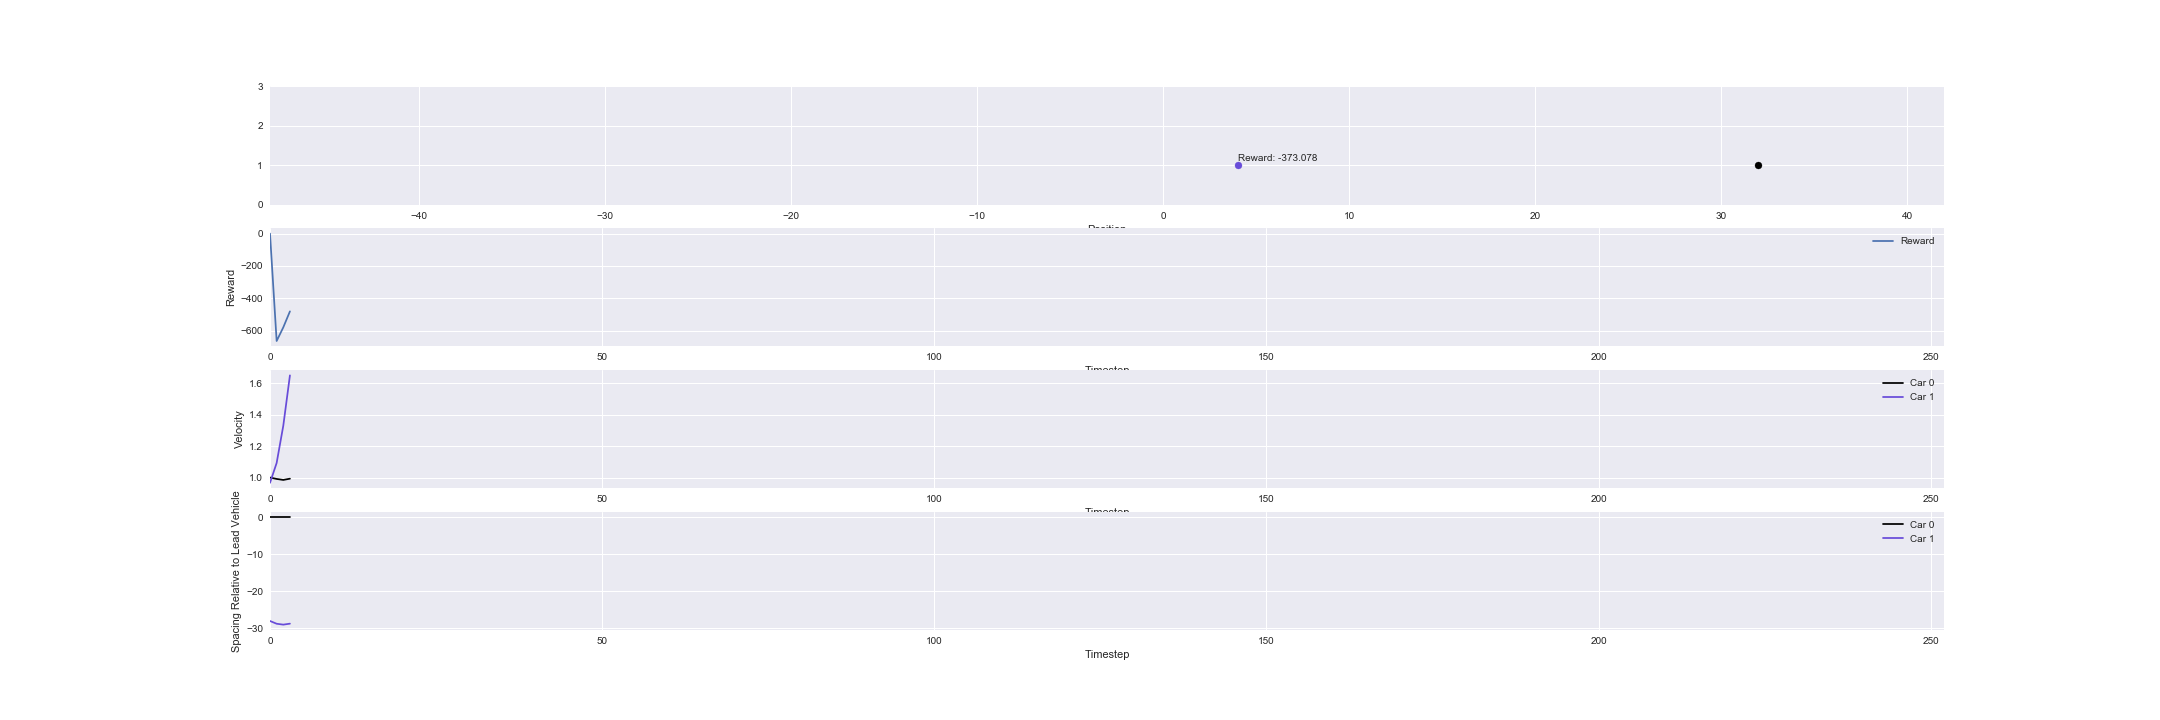 3
2
1
0
Reward: -373.078
−40 −30 −20 −10 0 10 20 30 40
Position
Reward
0
−200
−400
−600
Reward
0 50 100 150 200 250
Timestep
Velocity
1.6
1.4
1.2
1.0
Car 0
Car 1
0 50 100 150 200 250
Timestep
Spacing Relative to Lead Vehicle
0
−10
−20
−30
Car 0
Car 1
0 50 100 150 200 250
Timestep